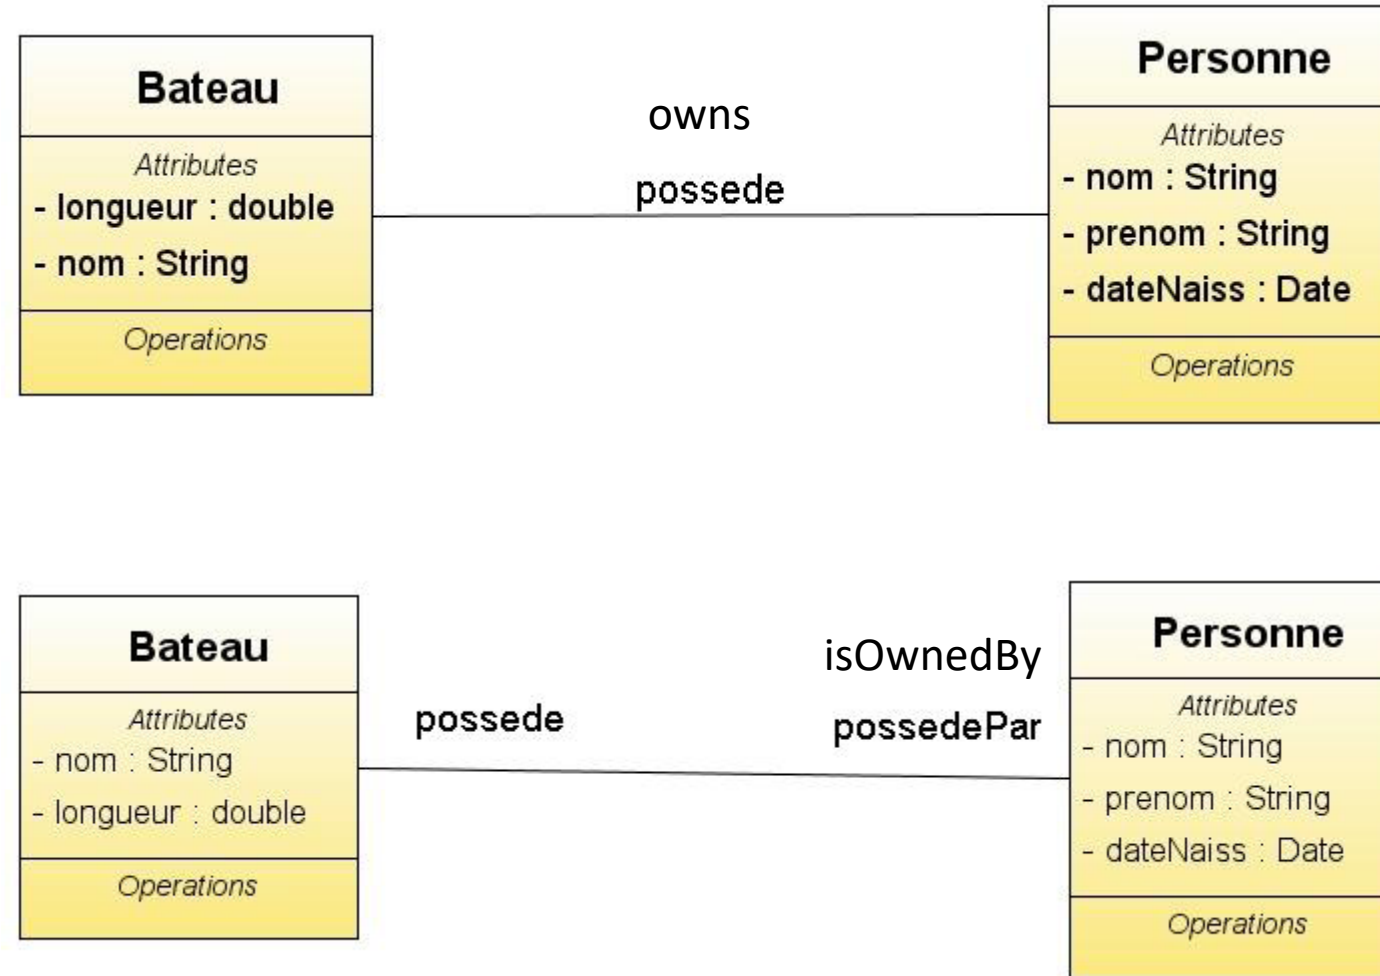 Bateau
Attributes
- longueur : double
- nom : String
Operations
owns
possede
Personne
Attributes
- nom : String
- prenom : String
- dateNaiss : Date
Operations
Bateau
Attributes
- nom : String
- longueur : double
Operations
possede
isOwnedBy
possedePar
Personne
Attributes
- nom : String
- prenom : String
- dateNaiss : Date
Operations